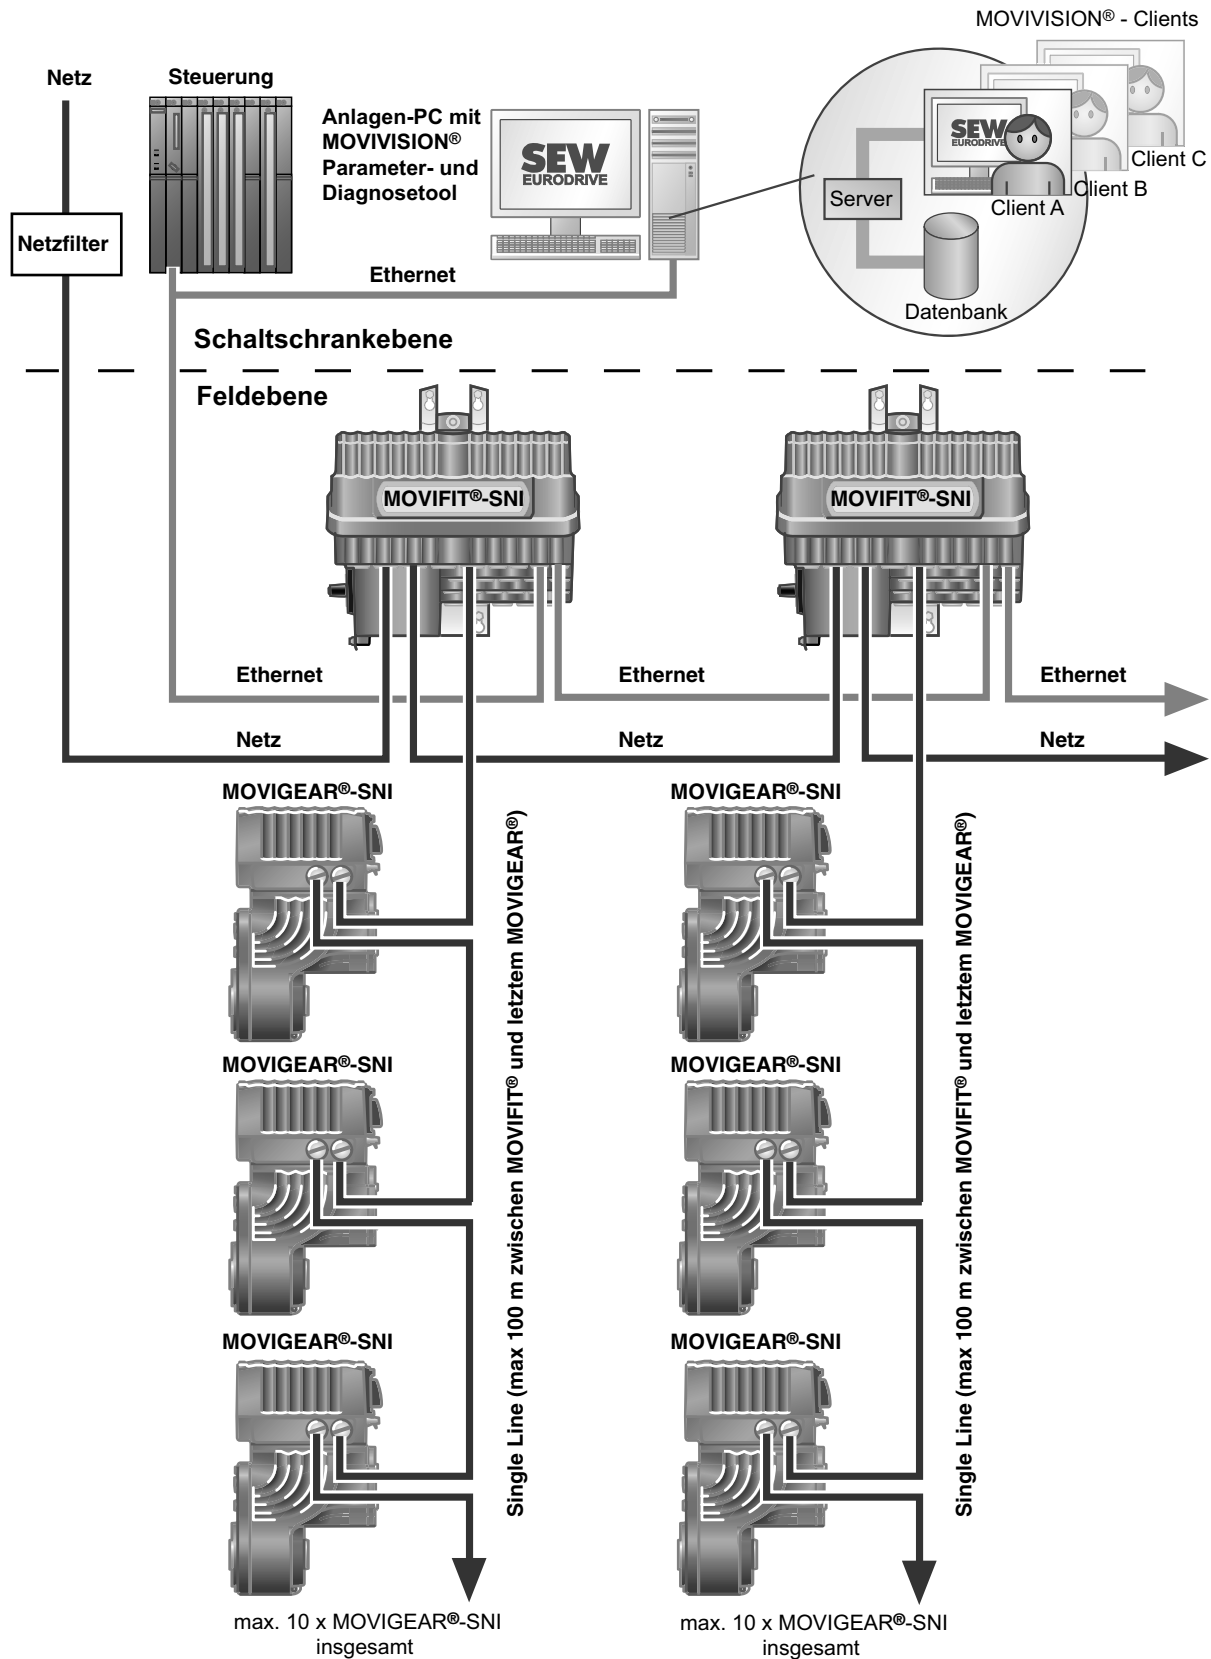 MOVIVISION® - Clients
Netz
Steuerung
Anlagen-PC mit
MOVIVISION®
Parameter- und
Diagnosetool
SEW
EURODRIVE
SEW
EURODRIVE
Client C
Client B
Client A
Server
Datenbank
Netzfilter
Ethernet
Schaltschrankebene
Feldebene
MOVIFIT®-SNI
MOVIFIT®-SNI
Ethernet
Ethernet
Ethernet
Netz
Netz
Netz
MOVIGEAR®-SNI
MOVIGEAR®-SNI
Single Line (max 100 m zwischen MOVIFIT® und letztem MOVIGEAR®)
Single Line (max 100 m zwischen MOVIFIT® und letztem MOVIGEAR®)
MOVIGEAR®-SNI
MOVIGEAR®-SNI
MOVIGEAR®-SNI
MOVIGEAR®-SNI
max. 10 x MOVIGEAR®-SNI
insgesamt
max. 10 x MOVIGEAR®-SNI
insgesamt